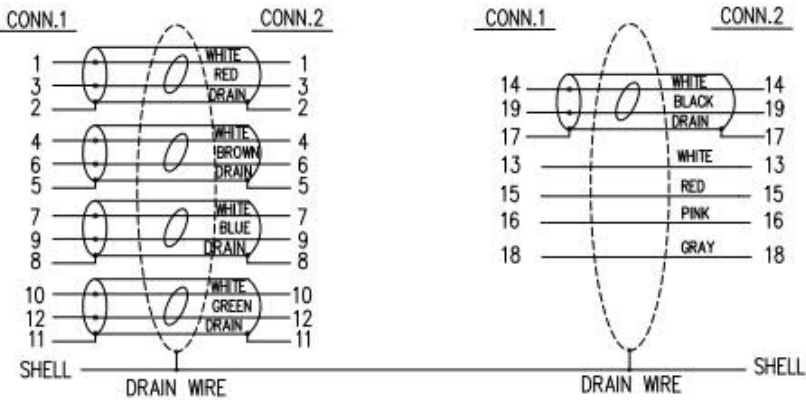 CONN.1 CONN.2
1 WHITE 1
3 RED 3
2 DRAIN 2
4 WHITE 4
6 BROWN 6
5 DRAIN 5
7 WHITE 7
9 BLUE 9
8 DRAIN 8
10 WHITE 10
12 GREEN 12
11 DRAIN 11
CONN.1 CONN.2
14 WHITE 14
19 BLACK 19
17 DRAIN 17
13 WHITE 13
15 RED 15
16 PINK 16
18 GRAY 18
SHELL SHELL
DRAIN WIRE DRAIN WIRE